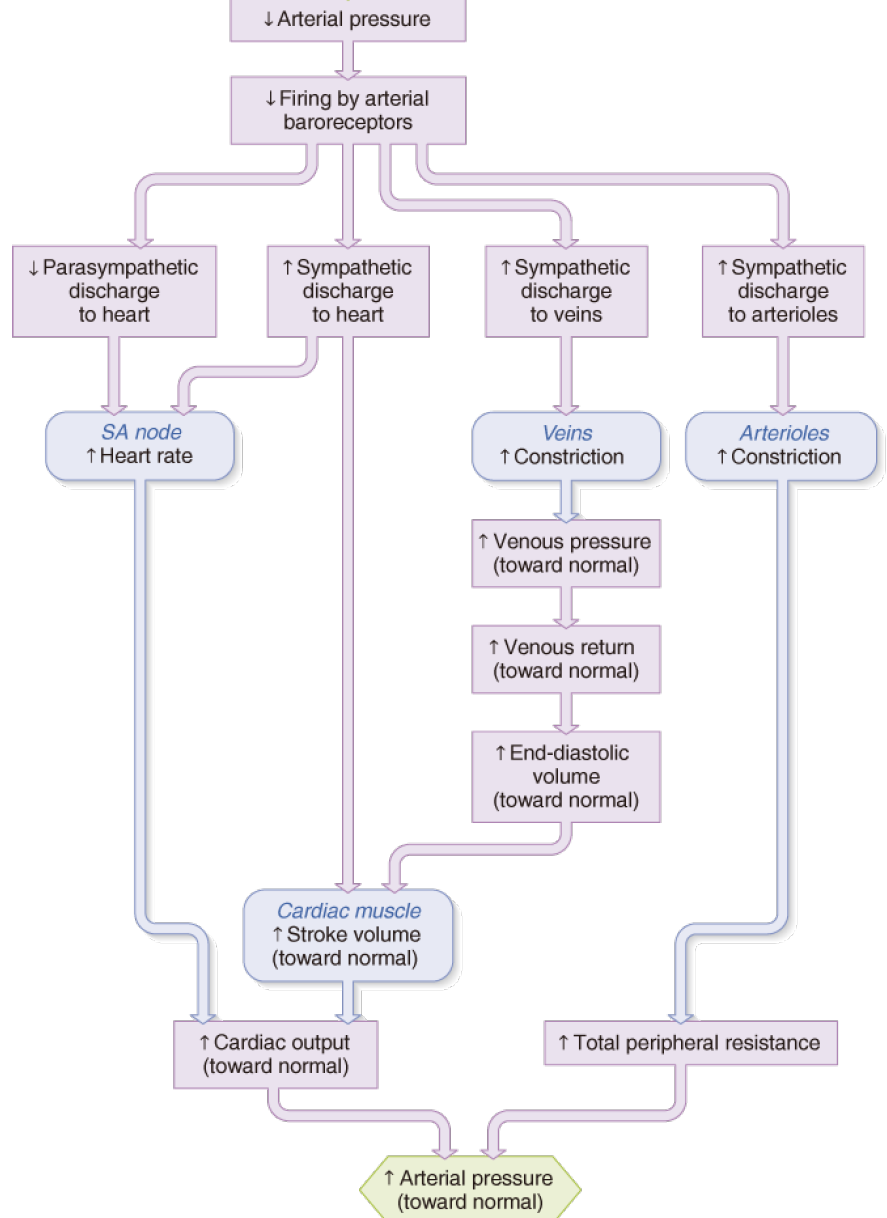 ↓Arterial pressure
↓Firing by arterial
baroreceptors
↓Parasympathetic
discharge
to heart
↑Sympathetic
discharge
to heart
↑Sympathetic
discharge
to veins
↑Sympathetic
discharge
to arterioles
SA node
↑Heart rate
Veins
↑Constriction
Arterioles
↑Constriction
↑Venous pressure
(toward normal)
↑Venous return
(toward normal)
↑End-diastolic
volume
(toward normal)
Cardiac muscle
↑Stroke volume
(toward normal)
↑Cardiac output
(toward normal)
↑Total peripheral resistance
↑Arterial pressure
(toward normal)